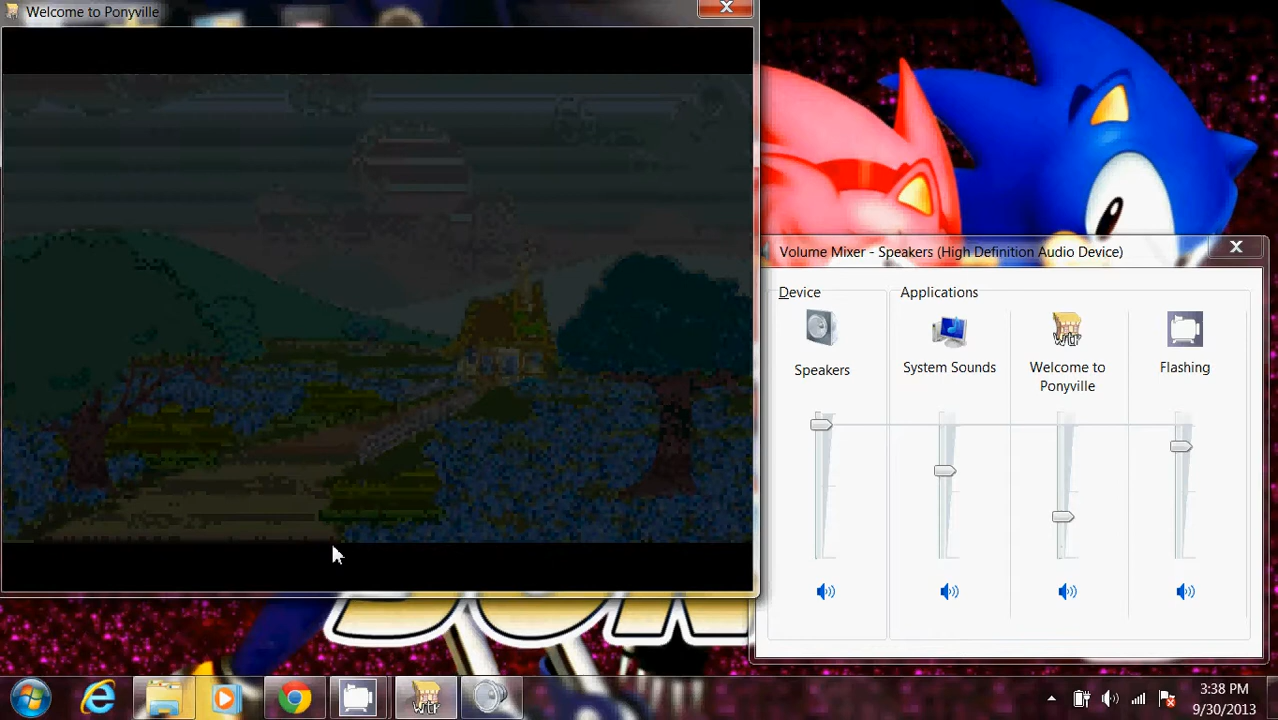 Welcome to Ponyville
Volume Mixer - Speakers (High Definition Audio Device)
Device
Applications
Speakers
System Sounds
Welcome to
Ponyville
Flashing
wtp
3:38 PM
9/30/2013